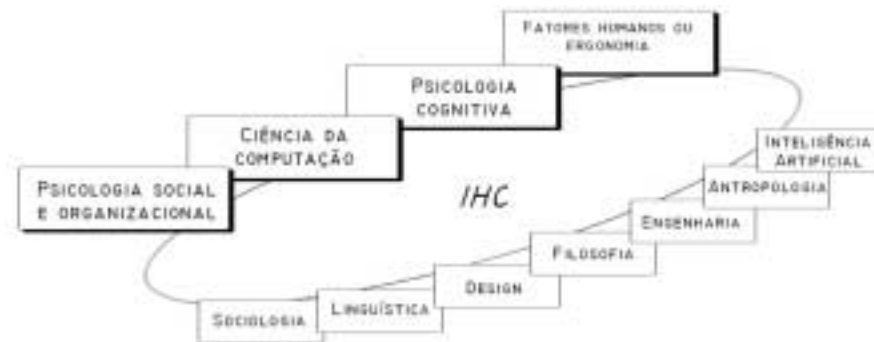 FATORES HUMANOS OU
ERGONOMIA
PSICOLOGIA
COGNITIVA
CIÊNCIA DA
COMPUTAÇÃO
PSICOLOGIA SOCIAL
E ORGANIZACIONAL
IHC
INTELIGÊNCIA
ARTIFICIAL
ANTROPOLOGIA
ENGENHARIA
FILOSOFIA
DESIGN
LINGUÍSTICA
SOCIOLOGIA